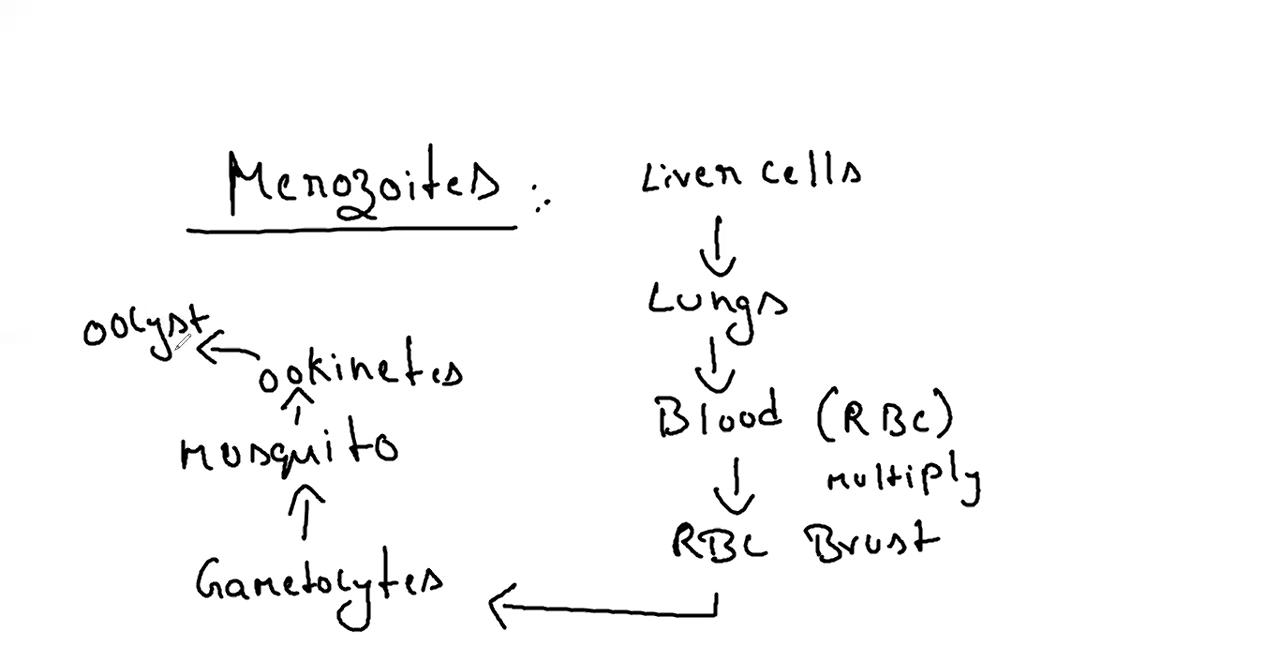 Merozoites :
Liver cells
Lungs
Blood (RBC)
multiply
RBC Brust
Gametocytes
Mosquito
ookinetes
oocyst